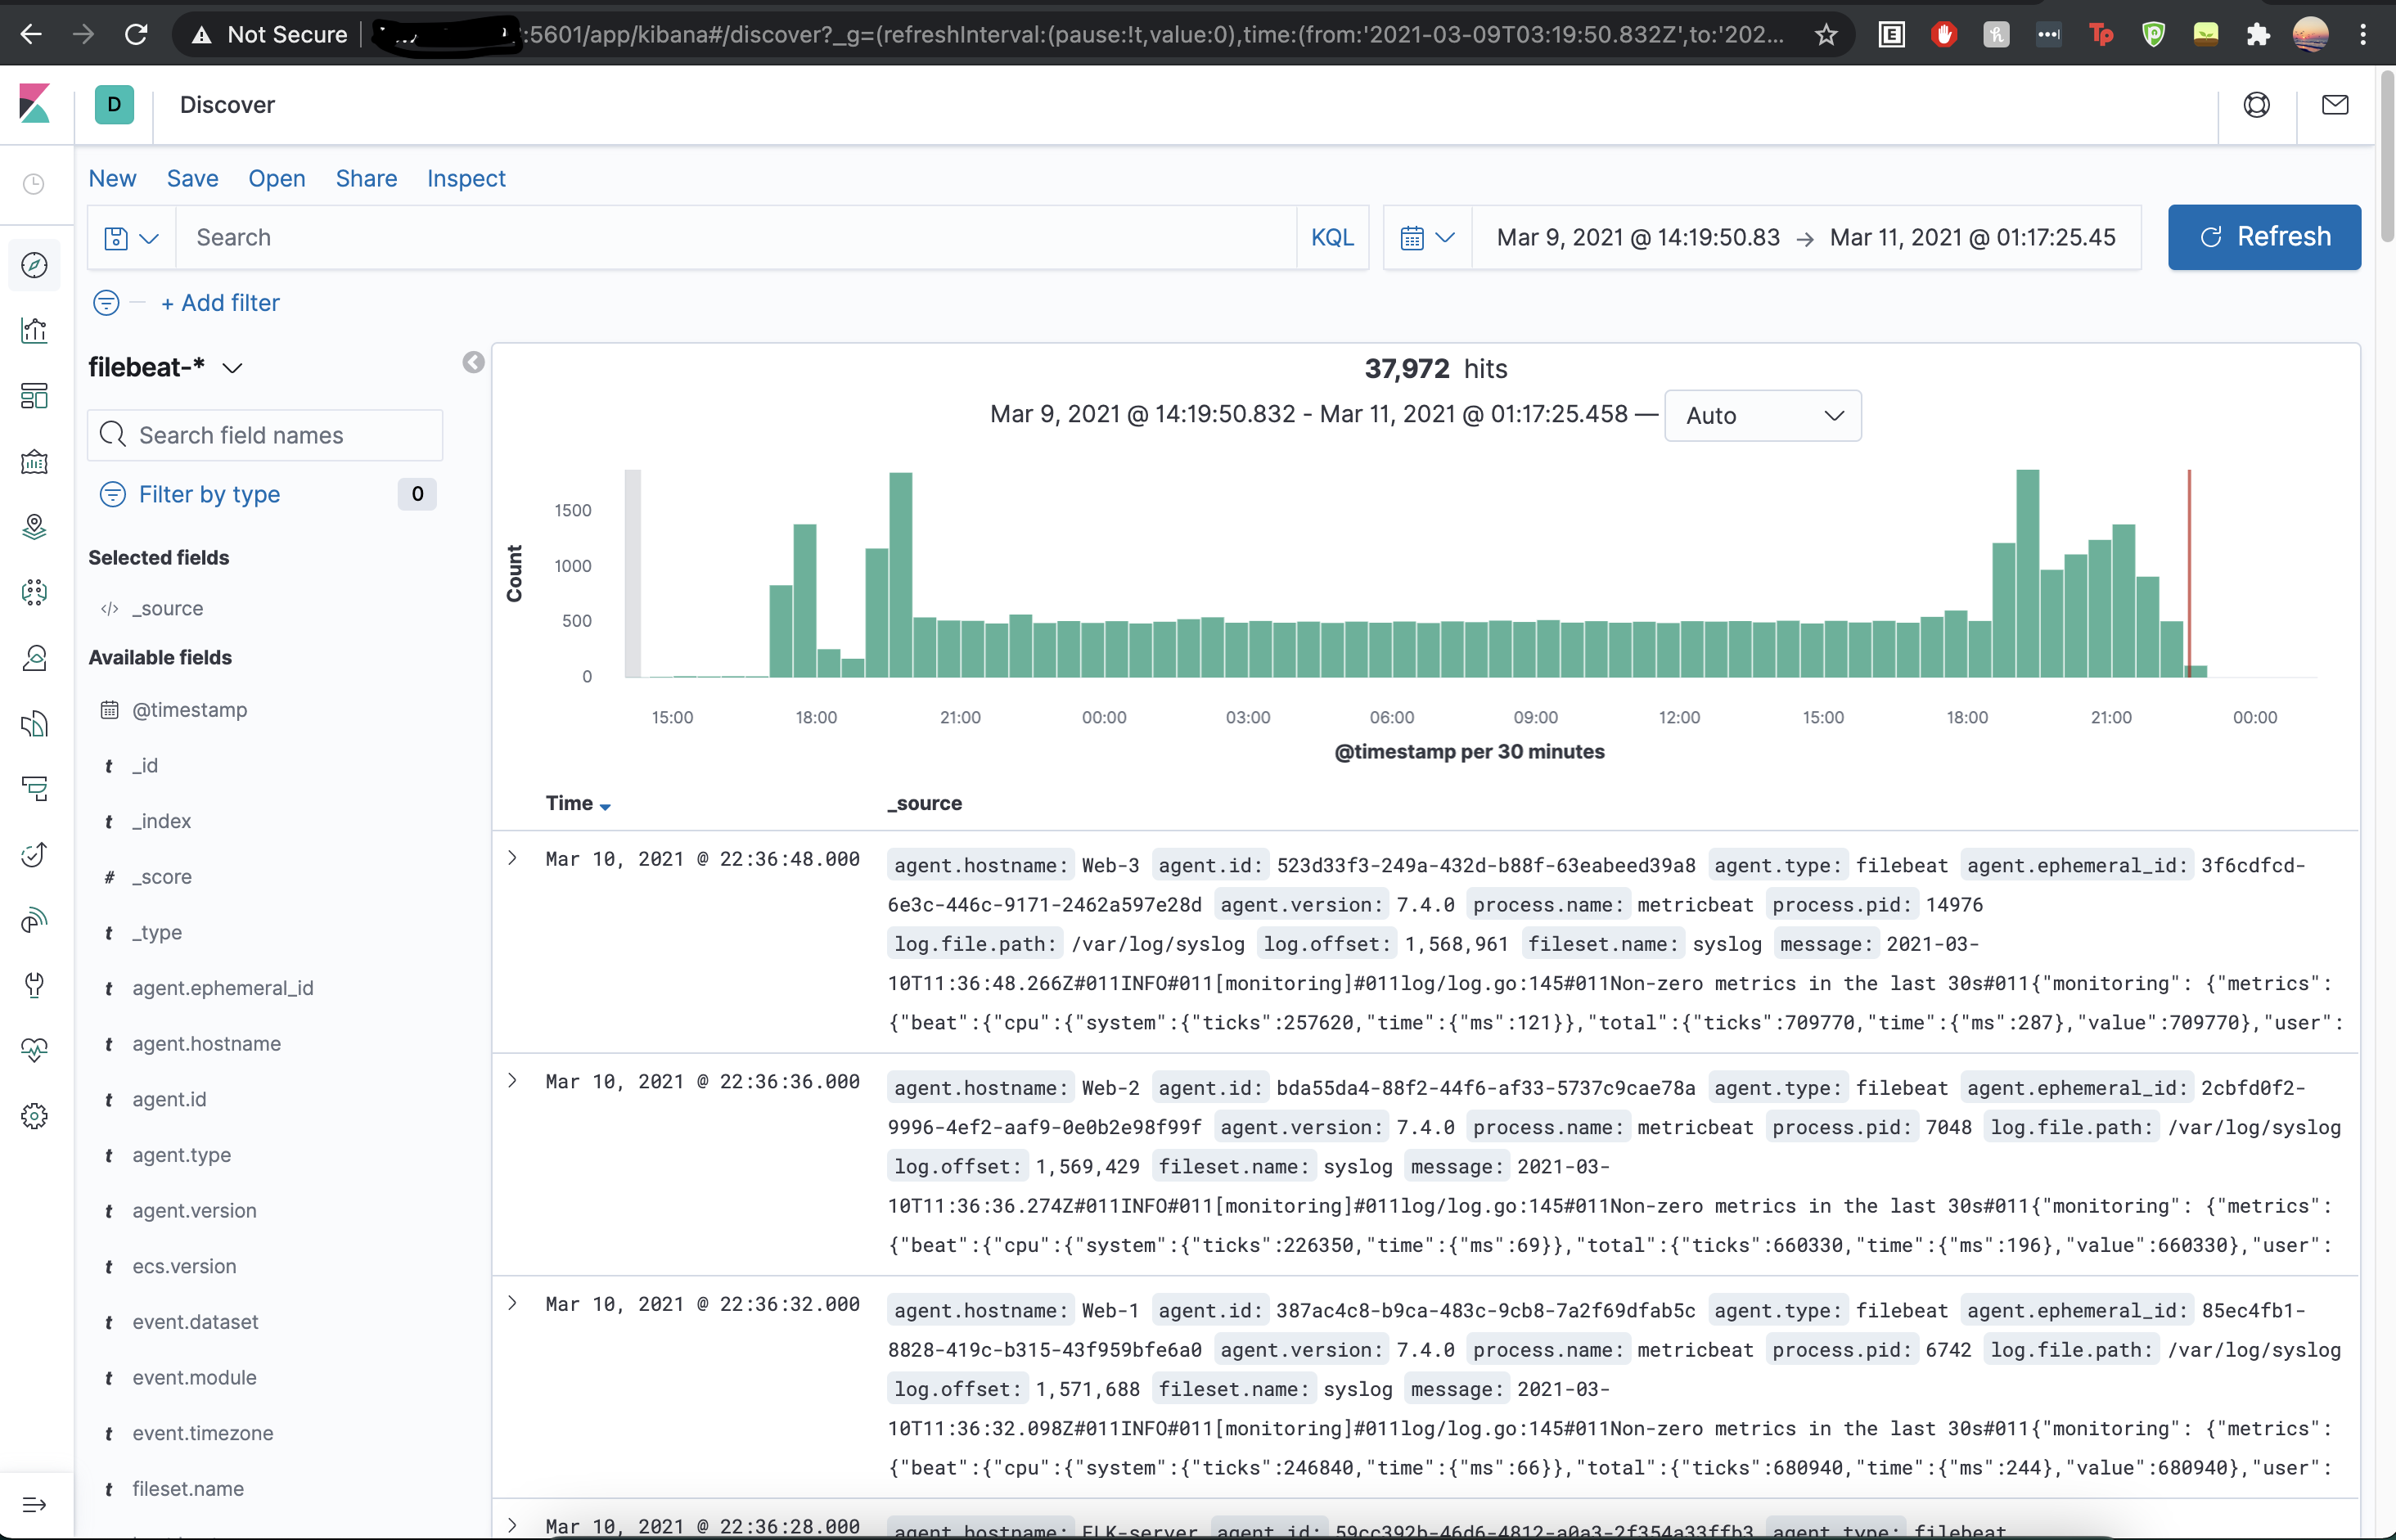 Not Secure :5601/app/kibana#/discover?_g=(refreshInterval:(pause:!t,value:0),time:(from:'2021-03-09T03:19:50.832Z',to:'202...
D Discover
New Save Open Share Inspect
Search KQL Mar 9, 2021 @ 14:19:50.83 → Mar 11, 2021 @ 01:17:25.45 Refresh
+ Add filter
filebeat-*
Search field names
Filter by type 0
Selected fields
</> _source
Available fields
@timestamp
t _id
t _index
# _score
t _type
t agent.ephemeral_id
t agent.hostname
t agent.id
t agent.type
t agent.version
t ecs.version
t event.dataset
t event.module
t event.timezone
t fileset.name
37,972 hits
Mar 9, 2021 @ 14:19:50.832 - Mar 11, 2021 @ 01:17:25.458 — Auto
Count
1500
1000
500
0
15:00 18:00 21:00 00:00 03:00 06:00 09:00 12:00 15:00 18:00 21:00 00:00
@timestamp per 30 minutes
Time _source
Mar 10, 2021 @ 22:36:48.000 agent.hostname: Web-3 agent.id: 523d33f3-249a-432d-b88f-63eabeed39a8 agent.type: filebeat agent.ephemeral_id: 3f6cdfcd-
6e3c-446c-9171-2462a597e28d agent.version: 7.4.0 process.name: metricbeat process.pid: 14976
log.file.path: /var/log/syslog log.offset: 1,568,961 fileset.name: syslog message: 2021-03-
10T11:36:48.266Z#011INFO#011[monitoring]#011log/log.go:145#011Non-zero metrics in the last 30s#011{"monitoring": {"metrics":
{"beat":{"cpu":{"system":{"ticks":257620,"time":{"ms":121}},"total":{"ticks":709770,"time":{"ms":287},"value":709770},"user":
Mar 10, 2021 @ 22:36:36.000 agent.hostname: Web-2 agent.id: bda55da4-88f2-44f6-af33-5737c9cae78a agent.type: filebeat agent.ephemeral_id: 2cbfd0f2-
9996-4ef2-aaf9-0e0b2e98f99f agent.version: 7.4.0 process.name: metricbeat process.pid: 7048 log.file.path: /var/log/syslog
log.offset: 1,569,429 fileset.name: syslog message: 2021-03-
10T11:36:36.274Z#011INFO#011[monitoring]#011log/log.go:145#011Non-zero metrics in the last 30s#011{"monitoring": {"metrics":
{"beat":{"cpu":{"system":{"ticks":226350,"time":{"ms":69}},"total":{"ticks":660330,"time":{"ms":196},"value":660330},"user":
Mar 10, 2021 @ 22:36:32.000 agent.hostname: Web-1 agent.id: 387ac4c8-b9ca-483c-9cb8-7a2f69dfab5c agent.type: filebeat agent.ephemeral_id: 85ec4fb1-
8828-419c-b315-43f959bfe6a0 agent.version: 7.4.0 process.name: metricbeat process.pid: 6742 log.file.path: /var/log/syslog
log.offset: 1,571,688 fileset.name: syslog message: 2021-03-
10T11:36:32.098Z#011INFO#011[monitoring]#011log/log.go:145#011Non-zero metrics in the last 30s#011{"monitoring": {"metrics":
{"beat":{"cpu":{"system":{"ticks":246840,"time":{"ms":66}},"total":{"ticks":680940,"time":{"ms":244},"value":680940},"user":
Mar 10, 2021 @ 22:36:28.000 agent.hostname: ELK-server agent.id: 59cc392b-46d6-4812-a0a3-2f354a33ffb3 agent.type: filebeat